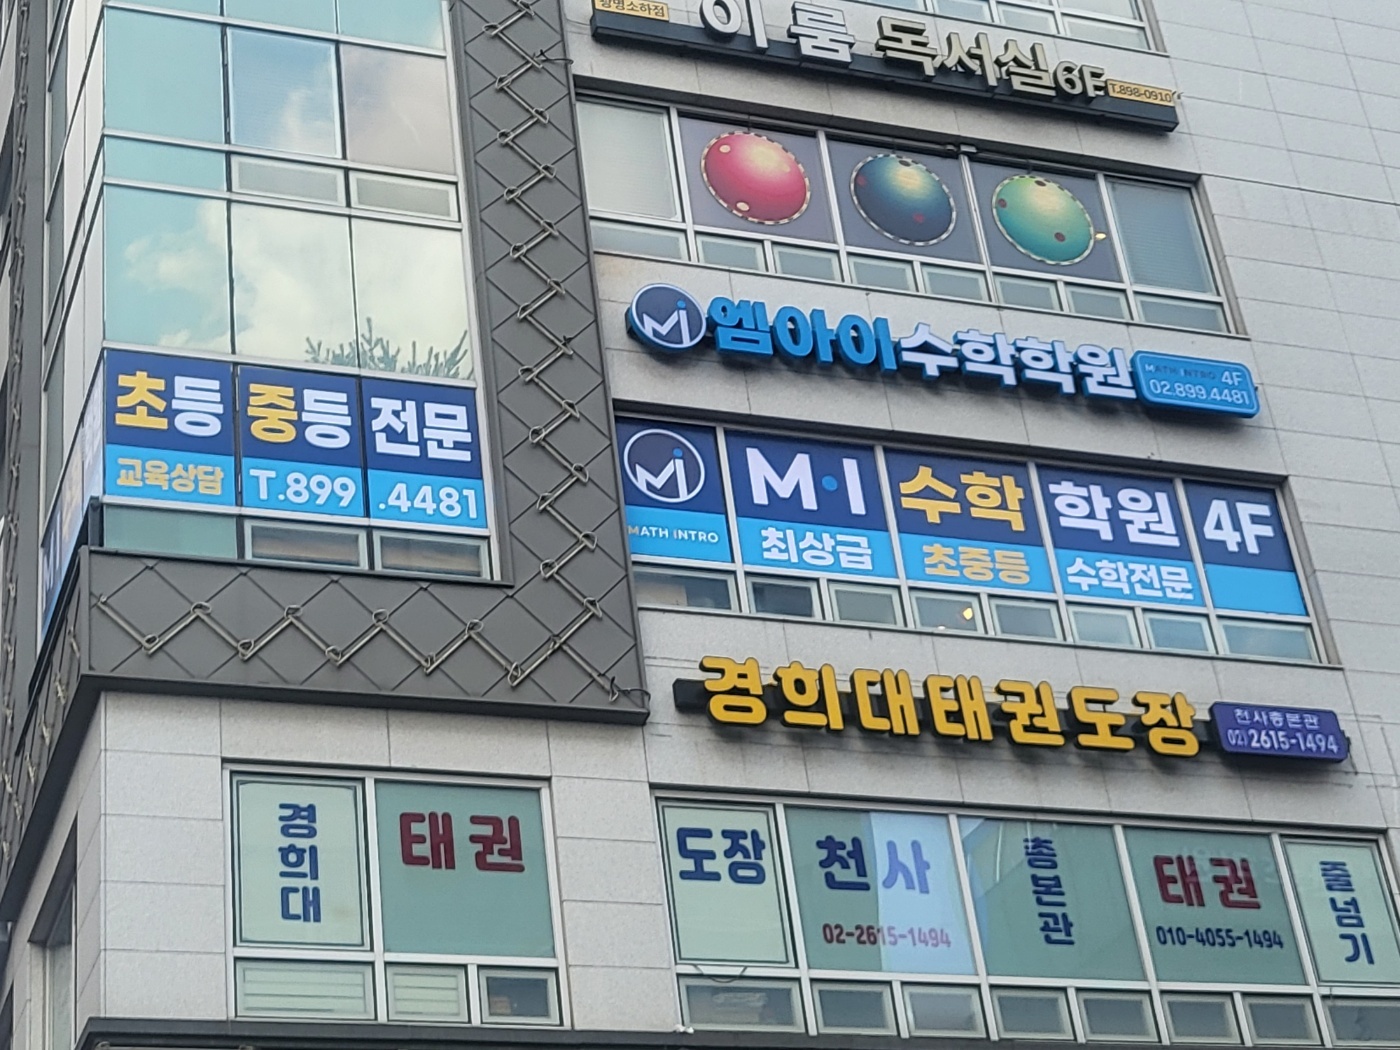 광명소하점
이룸 독서실 6F
T.898-0910
엠아이수학학원
MATH INTRO 4F
02.899.4481
초등 중등 전문
교육상담 T.899.4481
M·I 수학 학원 4F
MATH INTRO 최상급 초중등 수학전문
경희대태권도장
천사총본관
02)2615-1494
경희대 태권 도장 천사 총본관 태권 줄넘기
02-2615-1494
010-4055-1494